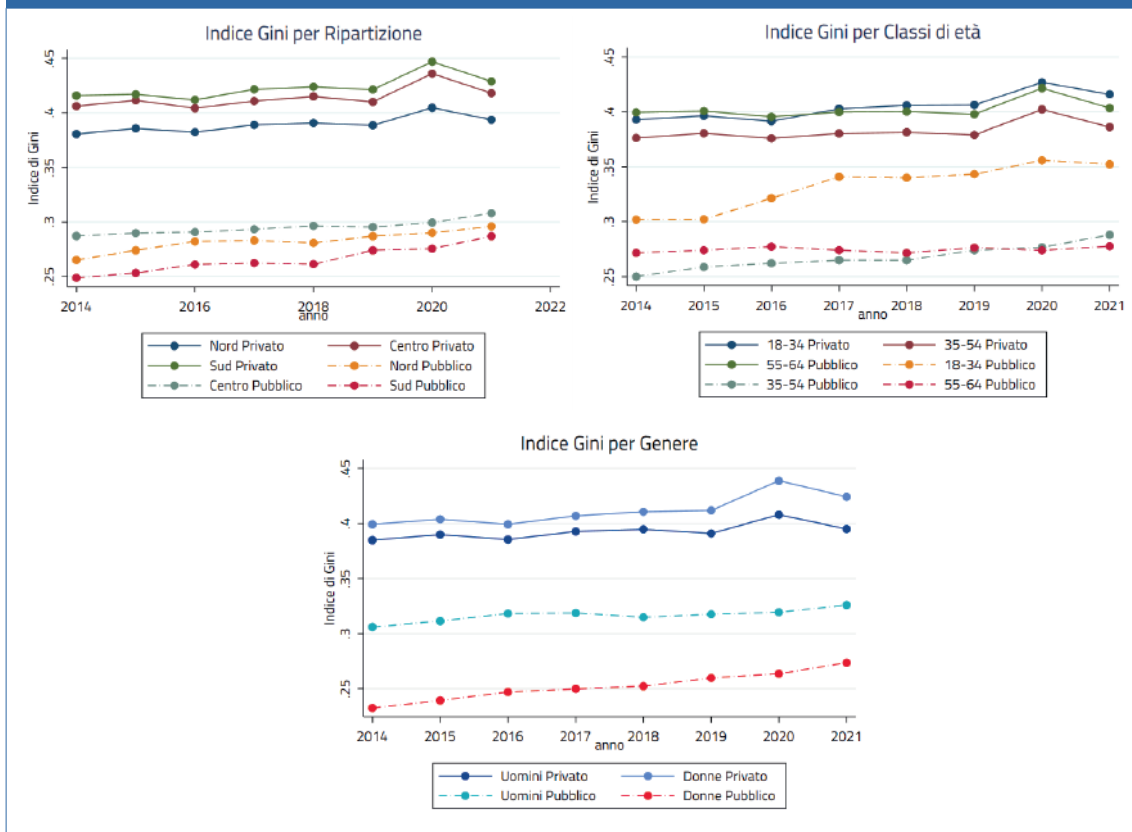 Indice Gini per Ripartizione
Indice di Gini
.45
.4
.35
.3
.25
2014 2016 2018 2020 2022
anno
Nord Privato Centro Privato
Sud Privato Nord Pubblico
Centro Pubblico Sud Pubblico
Indice Gini per Classi di età
Indice di Gini
.45
.4
.35
.3
.25
2014 2015 2016 2017 2018 2019 2020 2021
anno
18-34 Privato 35-54 Privato
55-64 Pubblico 18-34 Pubblico
35-54 Pubblico 55-64 Pubblico
Indice Gini per Genere
Indice di Gini
.45
.4
.35
.3
.25
2014 2015 2016 2017 2018 2019 2020 2021
anno
Uomini Privato Donne Privato
Uomini Pubblico Donne Pubblico